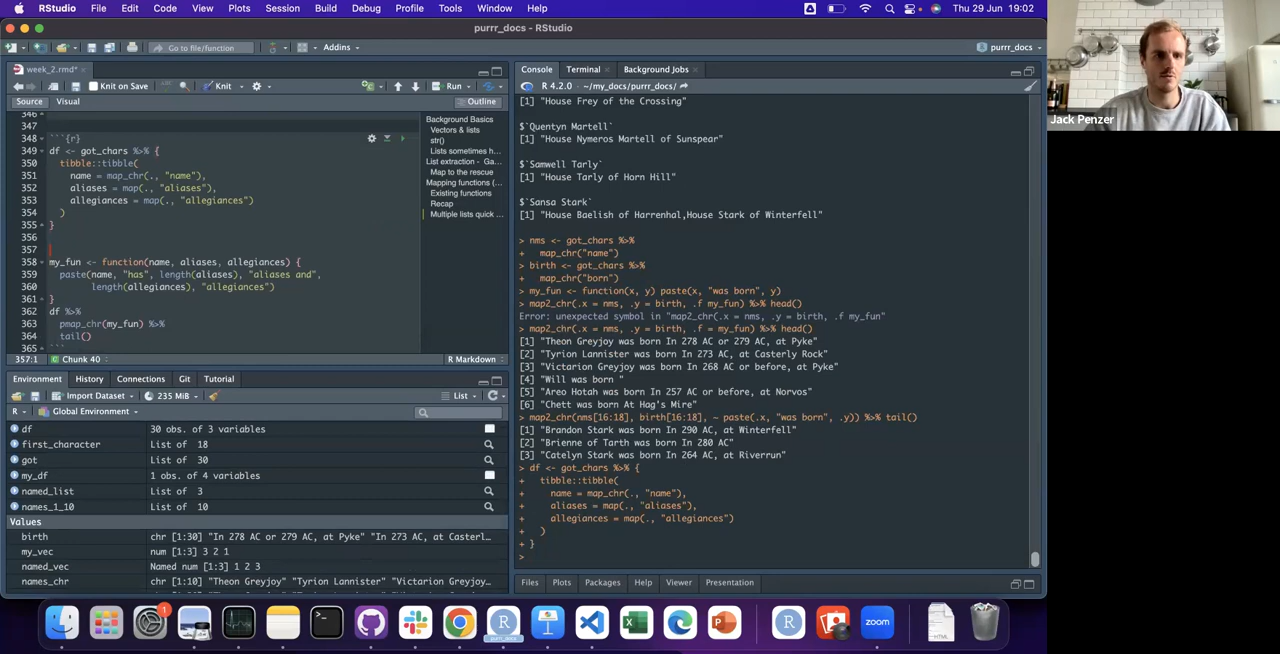 RStudio File Edit Code View Plots Session Build Debug Profile Tools Window Help Thu 29 Jun 19:02
purrr_docs - RStudio
Go to file/function Addins purrr_docs
week_2.rmd*
Knit on Save Knit Run
Source Visual Outline
346
347
348 ```{r}
349 df <- got_chars %>% {
350 tibble::tibble(
351 name = map_chr(., "name"),
352 aliases = map(., "aliases"),
353 allegiances = map(., "allegiances")
354 )
355 }
356
357
358 my_fun <- function(name, aliases, allegiances) {
359 paste(name, "has", length(aliases), "aliases and",
360 length(allegiances), "allegiances")
361 }
362 df %>%
363 pmap_chr(my_fun) %>%
364 tail()
365 ```
Background Basics
Vectors & lists
str()
Lists sometimes h...
List extraction - Ga...
Map to the rescue
Mapping functions (...
Existing functions
Recap
Multiple lists quick ...
357:1 Chunk 40 R Markdown
Environment History Connections Git Tutorial
Import Dataset 235 MiB List
R Global Environment
df 30 obs. of 3 variables
first_character List of 18
got List of 30
my_df 1 obs. of 4 variables
named_list List of 3
names_1_10 List of 10
Values
birth chr [1:30] "In 278 AC or 279 AC, at Pyke" "In 273 AC, at Casterl...
my_vec num [1:3] 3 2 1
named_vec Named num [1:3] 1 2 3
names_chr chr [1:10] "Theon Greyjoy" "Tyrion Lannister" "Victarion Greyjoy...
Console Terminal Background Jobs
R 4.2.0 · ~/my_docs/purrr_docs/
[1] "House Frey of the Crossing"
$`Quentyn Martell`
[1] "House Nymeros Martell of Sunspear"
$`Samwell Tarly`
[1] "House Tarly of Horn Hill"
$`Sansa Stark`
[1] "House Baelish of Harrenhal,House Stark of Winterfell"
> nms <- got_chars %>%
+ map_chr("name")
> birth <- got_chars %>%
+ map_chr("born")
> my_fun <- function(x, y) paste(x, "was born", y)
> map2_chr(.x = nms, .y = birth, .f my_fun) %>% head()
Error: unexpected symbol in "map2_chr(.x = nms, .y = birth, .f my_fun"
> map2_chr(.x = nms, .y = birth, .f = my_fun) %>% head()
[1] "Theon Greyjoy was born In 278 AC or 279 AC, at Pyke"
[2] "Tyrion Lannister was born In 273 AC, at Casterly Rock"
[3] "Victarion Greyjoy was born In 268 AC or before, at Pyke"
[4] "Will was born "
[5] "Areo Hotah was born In 257 AC or before, at Norvos"
[6] "Chett was born At Hag's Mire"
> map2_chr(nms[16:18], birth[16:18], ~ paste(.x, "was born", .y)) %>% tail()
[1] "Brandon Stark was born In 290 AC, at Winterfell"
[2] "Brienne of Tarth was born In 280 AC"
[3] "Catelyn Stark was born In 264 AC, at Riverrun"
> df <- got_chars %>% {
+ tibble::tibble(
+ name = map_chr(., "name"),
+ aliases = map(., "aliases"),
+ allegiances = map(., "allegiances")
+ )
+ }
>
Files Plots Packages Help Viewer Presentation
Jack Penzer
1
zoom
HTML